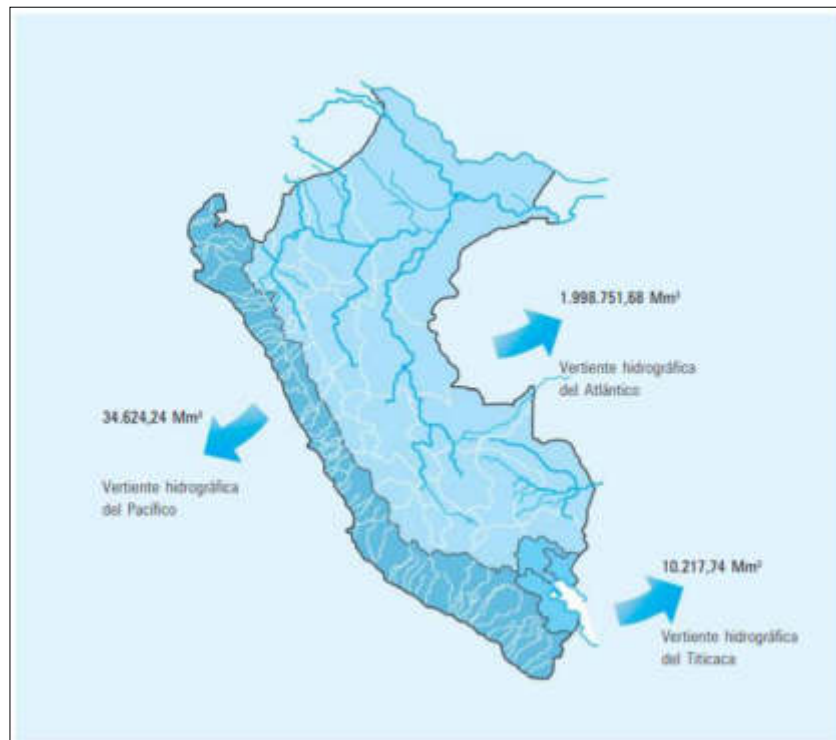 1.998.751,68 Mm³
Vertiente hidrográfica
del Atlántico
34.624,24 Mm³
Vertiente hidrográfica
del Pacífico
10.217,74 Mm³
Vertiente hidrográfica
del Titicaca